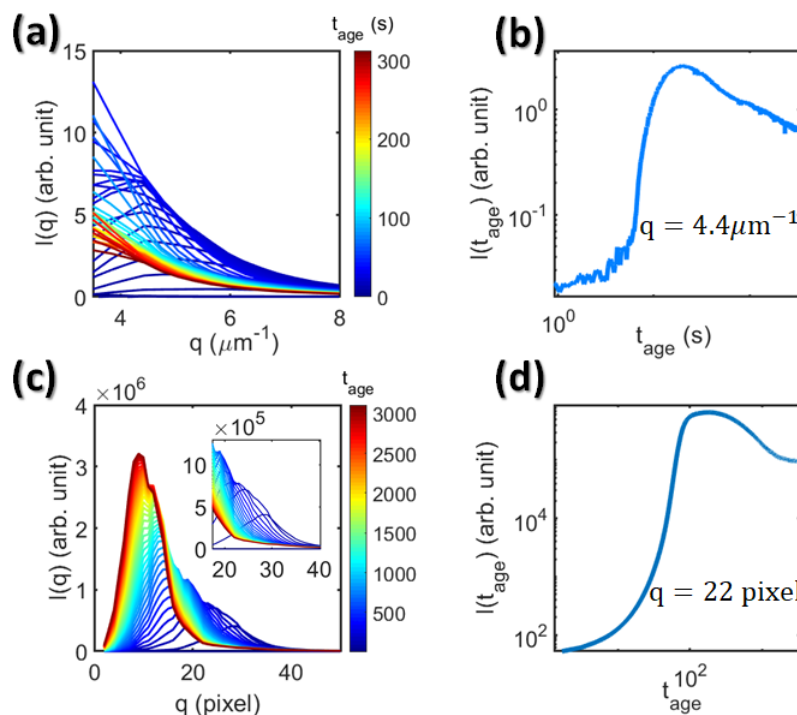 (a)
t_age (s)
15
10
5
0
I(q) (arb. unit)
4 6 8
q (μm⁻¹)
300
200
100
0
(b)
10⁰
10⁻¹
I(t_age) (arb. unit)
q = 4.4μm⁻¹
10⁰
t_age (s)
(c)
×10⁶
t_age
4
3
2
1
0
I(q) (arb. unit)
0 20 40
q (pixel)
×10⁵
10
5
0
20 30 40
3000
2500
2000
1500
1000
500
(d)
10⁴
10²
I(t_age) (arb. unit)
q = 22 pixel
10²
t_age